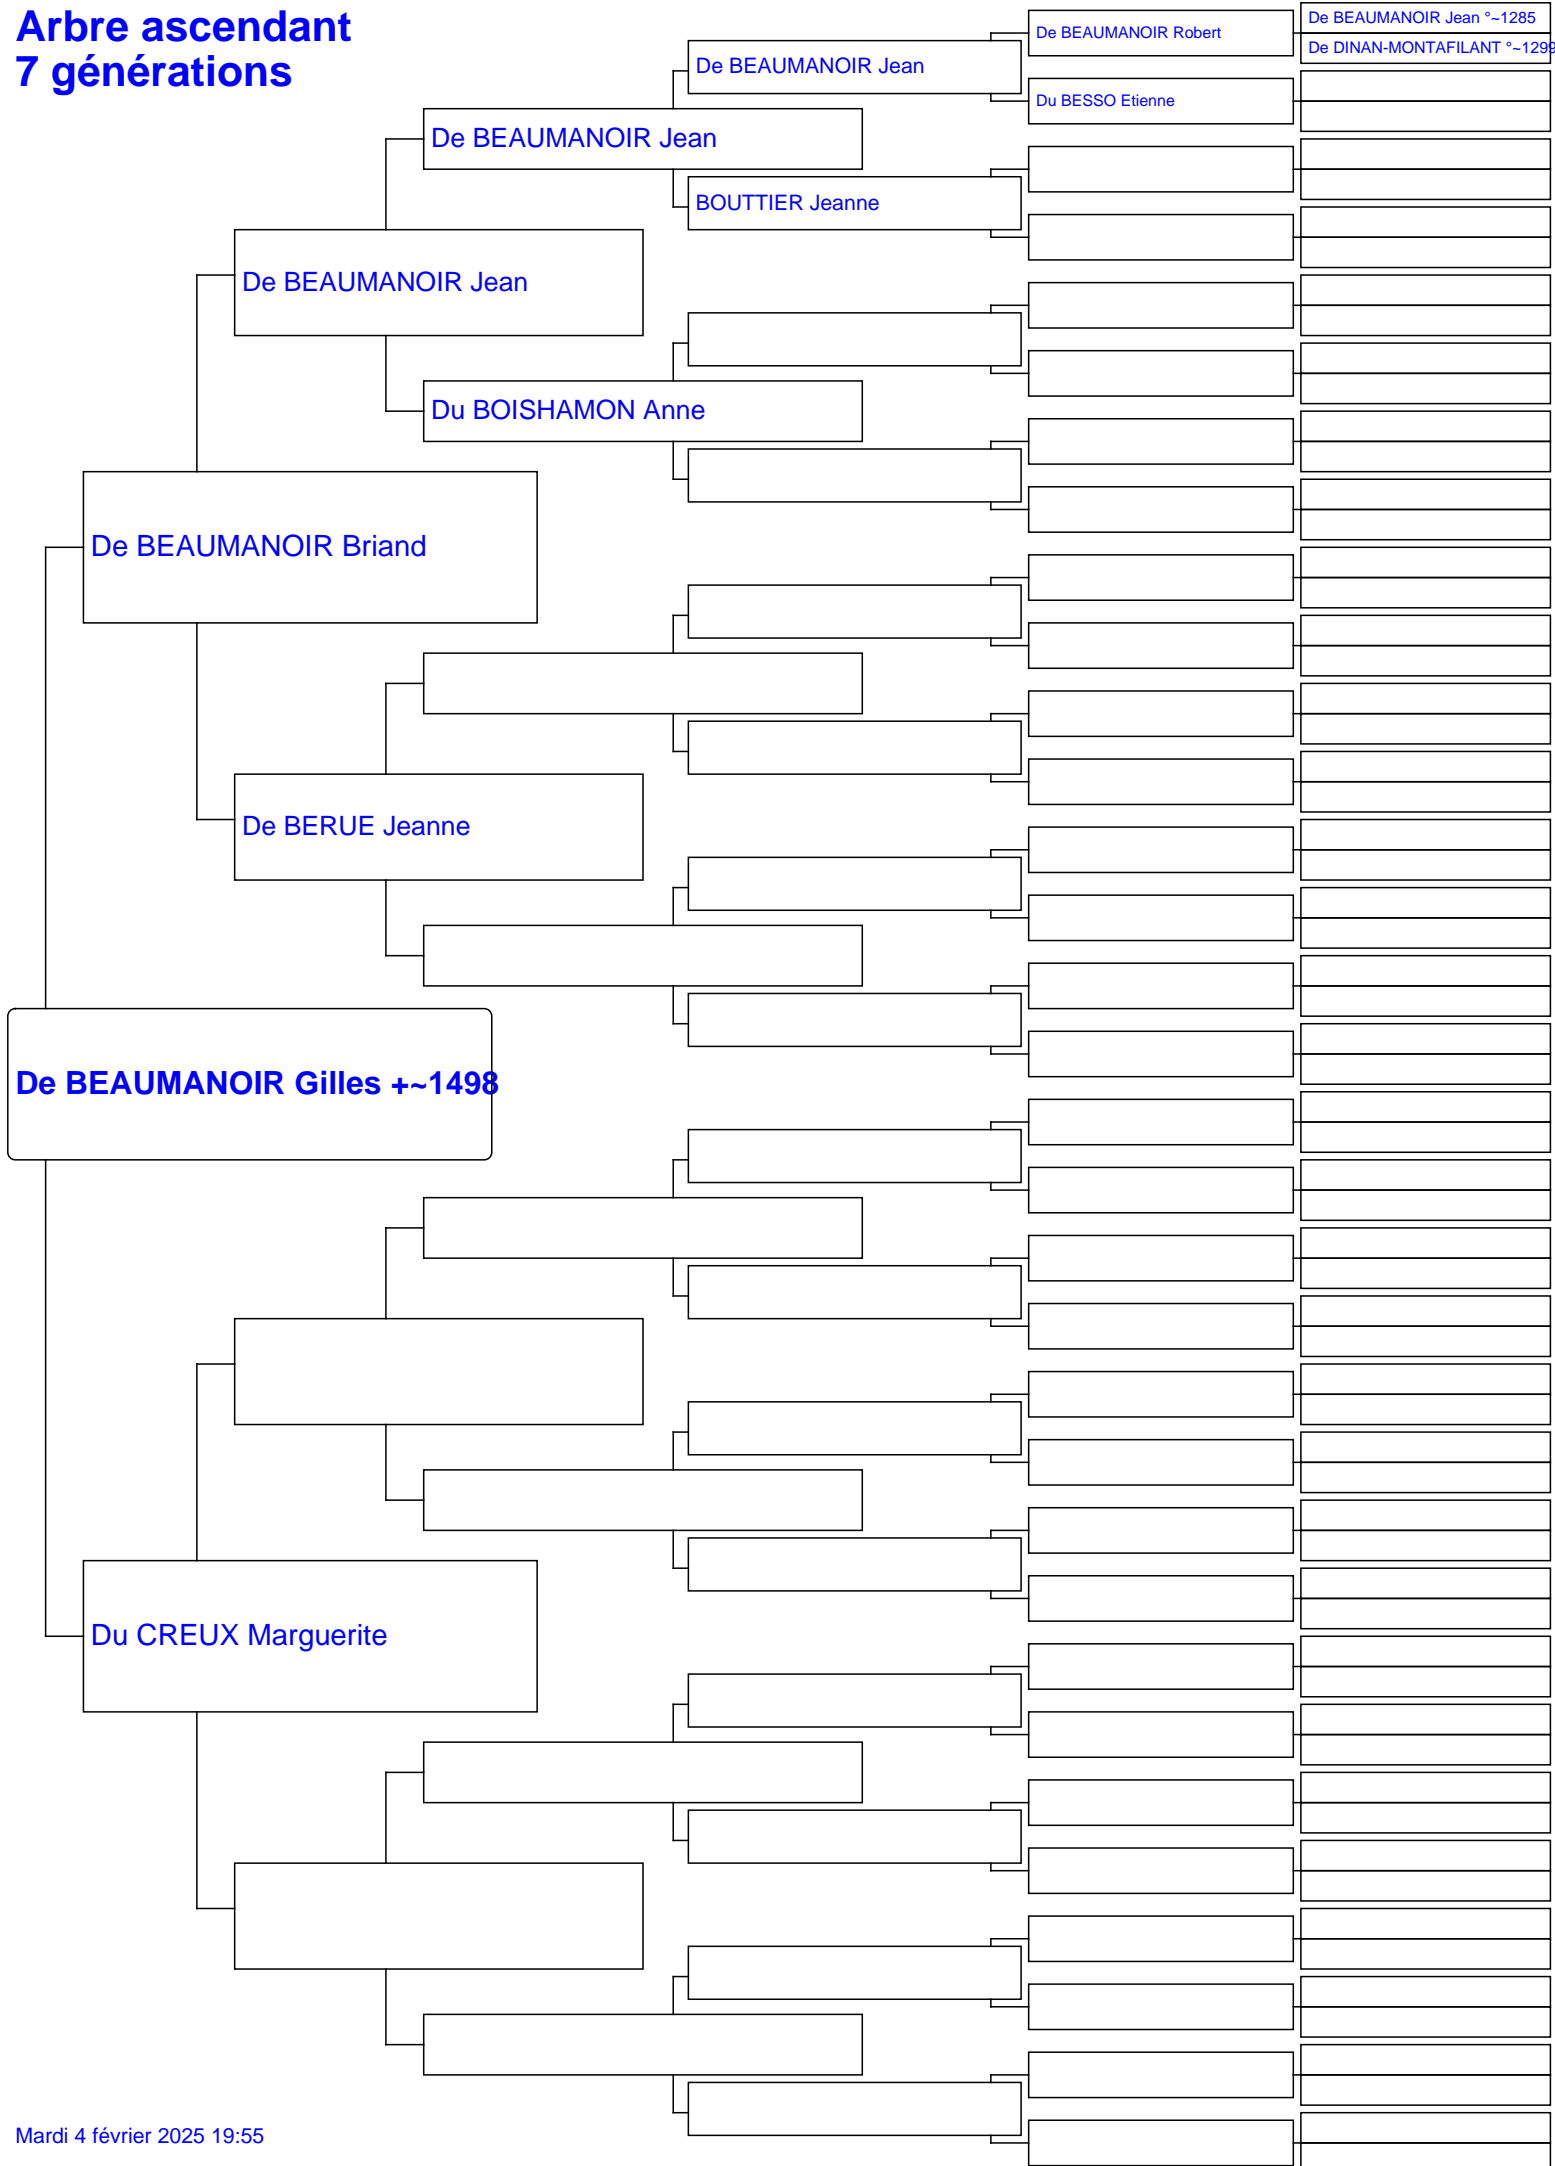 Arbre ascendant
7 générations
De BEAUMANOIR Jean °~1285
De BEAUMANOIR Robert
De DINAN-MONTAFILANT °~1299
De BEAUMANOIR Jean
Du BESSO Etienne
De BEAUMANOIR Jean
BOUTTIER Jeanne
De BEAUMANOIR Jean
Du BOISHAMON Anne
De BEAUMANOIR Briand
De BERUE Jeanne
De BEAUMANOIR Gilles +~1498
Du CREUX Marguerite
Mardi 4 février 2025 19:55